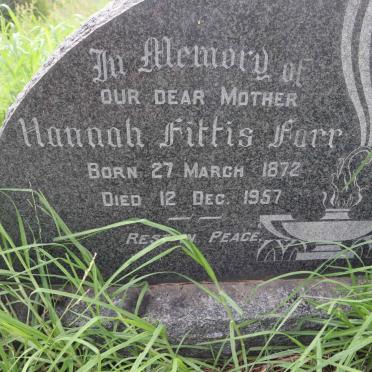 In Memory of
OUR DEAR MOTHER
Hannah Fittis Farr
BORN 27 MARCH 1872
DIED 12 DEC. 1957
REST IN PEACE